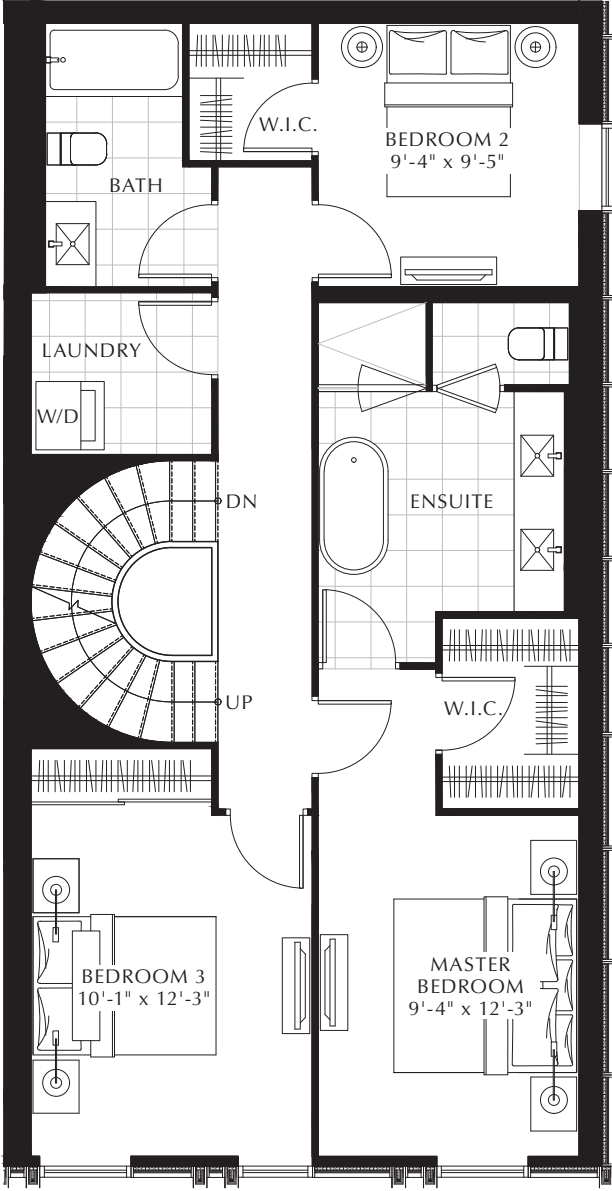 W.I.C.
BEDROOM 2
9'-4" x 9'-5"
BATH
LAUNDRY
W/D
DN
ENSUITE
UP
W.I.C.
BEDROOM 3
10'-1" x 12'-3"
MASTER
BEDROOM
9'-4" x 12'-3"